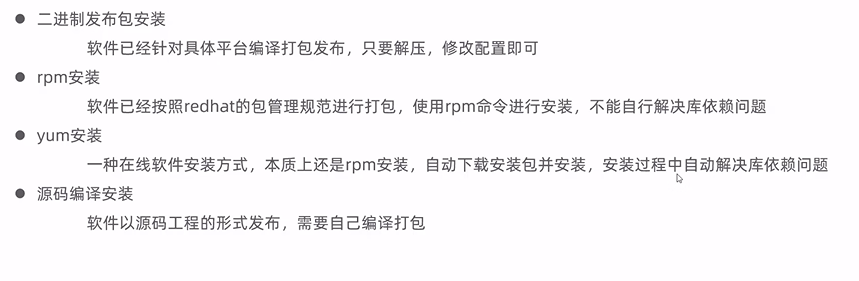 ● 二进制发布包安装
软件已经针对具体平台编译打包发布，只要解压，修改配置即可
● rpm安装
软件已经按照redhat的包管理规范进行打包，使用rpm命令进行安装，不能自行解决库依赖问题
● yum安装
一种在线软件安装方式，本质上还是rpm安装，自动下载安装包并安装，安装过程中自动解决库依赖问题
● 源码编译安装
软件以源码工程的形式发布，需要自己编译打包